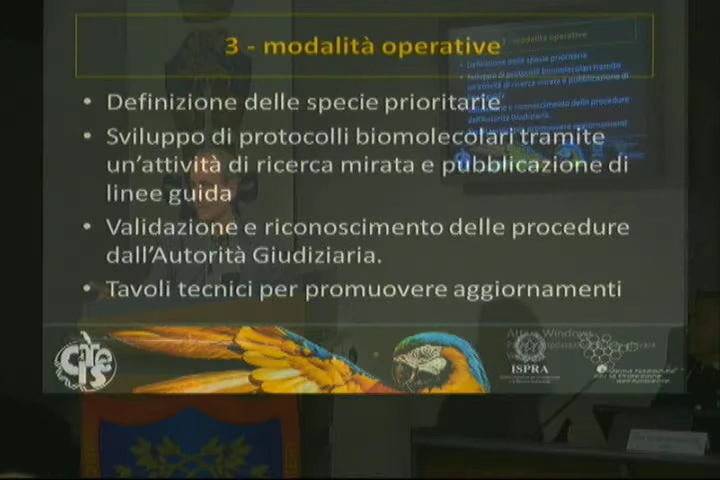 3 - modalità operative
• Definizione delle specie prioritarie
• Sviluppo di protocolli biomolecolari tramite
un'attività di ricerca mirata e pubblicazione di
linee guida
• Validazione e riconoscimento delle procedure
dall'Autorità Giudiziaria.
• Tavoli tecnici per promuovere aggiornamenti
CITES
ISPRA